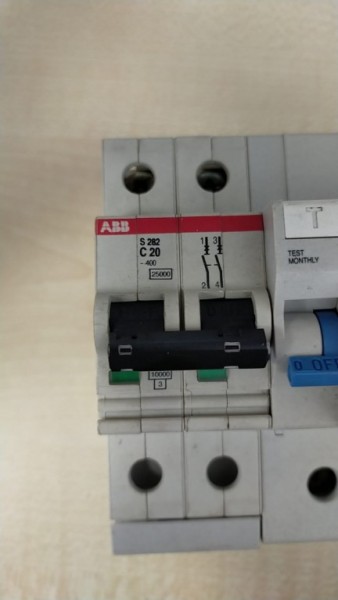 ABB
S 282
C 20
~400
25000
1 3
2 4
10000
3
T
TEST
MONTHLY
0 OFF